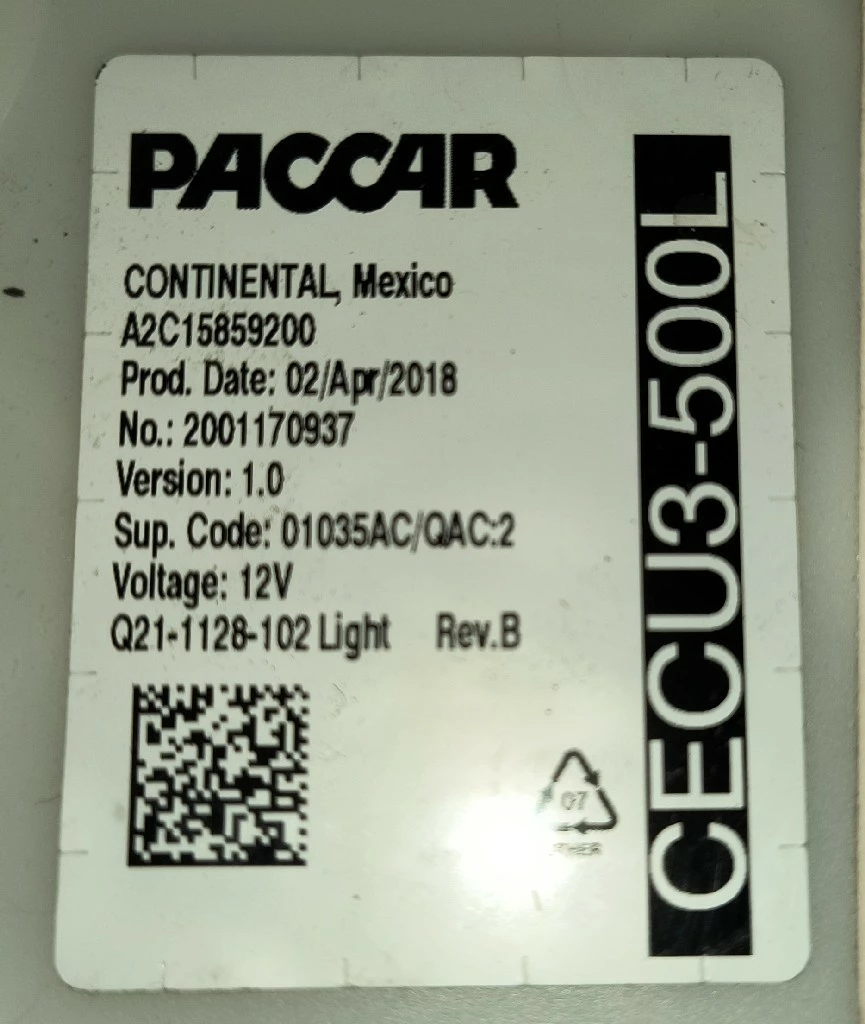 PACCAR
CONTINENTAL, Mexico
A2C15859200
Prod. Date: 02/Apr/2018
No.: 2001170937
Version: 1.0
Sup. Code: 01035AC/QAC:2
Voltage: 12V
Q21-1128-102 Light Rev.B
07
CECU3-500L